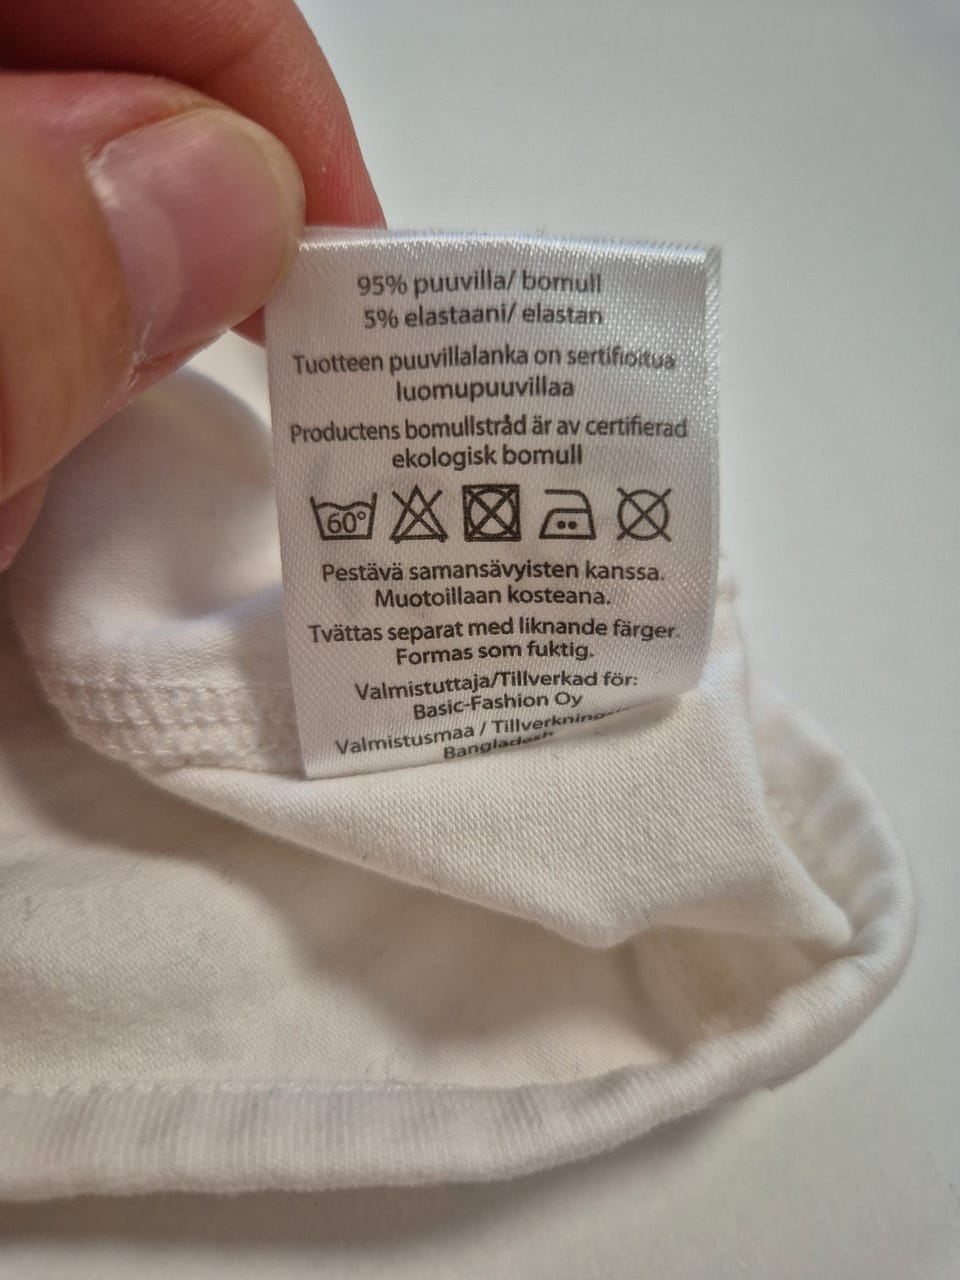 95% puuvilla/ bomull
5% elastaani/ elastan
Tuotteen puuvillalanka on sertifioitua
luomupuuvillaa
Productens bomullstråd är av certifierad
ekologisk bomull
60°
Pestävä samansävyisten kanssa.
Muotoillaan kosteana.
Tvättas separat med liknande färger.
Formas som fuktig.
Valmistuttaja/Tillverkad för:
Basic-Fashion Oy
Valmistusmaa /
Bangladesh